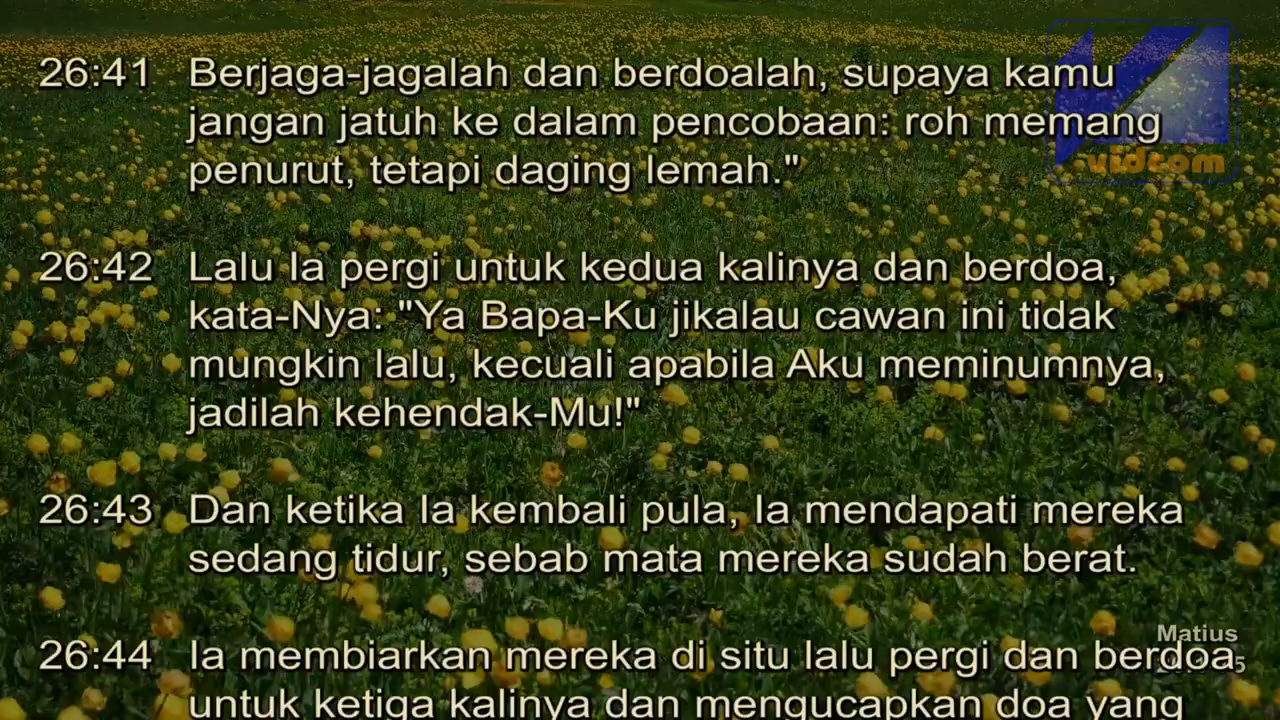 26:41 Berjaga-jagalah dan berdoalah, supaya kamu
jangan jatuh ke dalam pencobaan: roh memang
penurut, tetapi daging lemah."
26:42 Lalu Ia pergi untuk kedua kalinya dan berdoa,
kata-Nya: "Ya Bapa-Ku jikalau cawan ini tidak
mungkin lalu, kecuali apabila Aku meminumnya,
jadilah kehendak-Mu!"
26:43 Dan ketika Ia kembali pula, Ia mendapati mereka
sedang tidur, sebab mata mereka sudah berat.
26:44 Ia membiarkan mereka di situ lalu pergi dan berdoa
untuk ketiga kalinya dan mengucapkan doa yang
vidcom
Matius